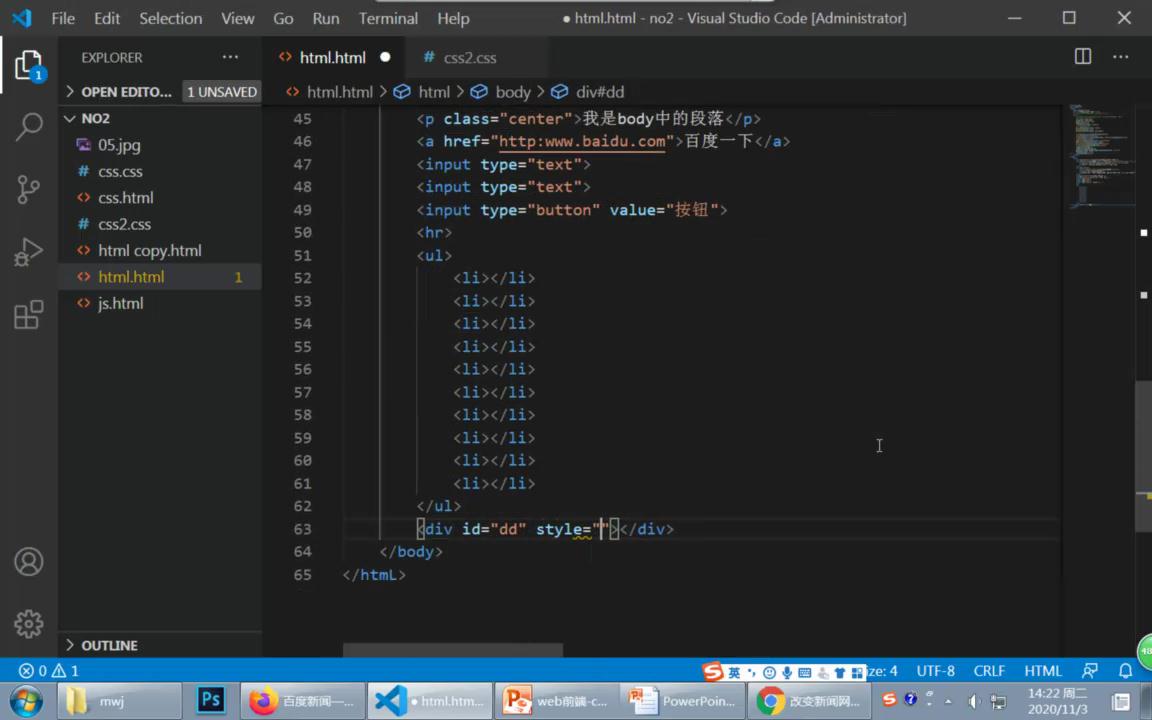 File Edit Selection View Go Run Terminal Help ● html.html - no2 - Visual Studio Code [Administrator]
EXPLORER ···
html.html ●
# css2.css
OPEN EDITO... 1 UNSAVED
html.html > html > body > div#dd
NO2
05.jpg
# css.css
css.html
# css2.css
html copy.html
html.html 1
js.html
OUTLINE
45 <p class="center">我是body中的段落</p>
46 <a href="http:www.baidu.com">百度一下</a>
47 <input type="text">
48 <input type="text">
49 <input type="button" value="按钮">
50 <hr>
51 <ul>
52 <li></li>
53 <li></li>
54 <li></li>
55 <li></li>
56 <li></li>
57 <li></li>
58 <li></li>
59 <li></li>
60 <li></li>
61 <li></li>
62 </ul>
63 <div id="dd" style=""></div>
64 </body>
65 </htmL>
1
48
0 1 英 ize: 4 UTF-8 CRLF HTML
mwj Ps 百度新闻—... ● html.htm... web前端-c... PowerPoin... 改变新闻网... 14:22 周二
2020/11/3